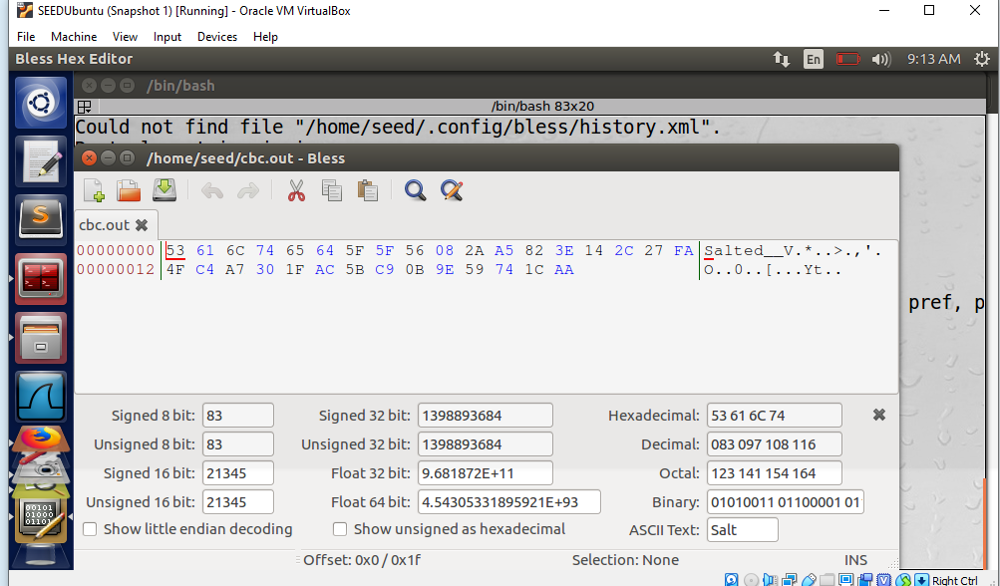 SEEDUbuntu (Snapshot 1) [Running] - Oracle VM VirtualBox
File Machine View Input Devices Help
Bless Hex Editor En 9:13 AM
/bin/bash
/bin/bash 83x20
Could not find file "/home/seed/.config/bless/history.xml".
/home/seed/cbc.out - Bless
cbc.out
00000000 53 61 6C 74 65 64 5F 5F 56 08 2A A5 82 3E 14 2C 27 FA Salted__V.*..>.,'.
00000012 4F C4 A7 30 1F AC 5B C9 0B 9E 59 74 1C AA O..0..[...Yt..
pref, p
Signed 8 bit: 83 Signed 32 bit: 1398893684 Hexadecimal: 53 61 6C 74
Unsigned 8 bit: 83 Unsigned 32 bit: 1398893684 Decimal: 083 097 108 116
Signed 16 bit: 21345 Float 32 bit: 9.681872E+11 Octal: 123 141 154 164
Unsigned 16 bit: 21345 Float 64 bit: 4.54305331895921E+93 Binary: 01010011 01100001 01
Show little endian decoding Show unsigned as hexadecimal ASCII Text: Salt
Offset: 0x0 / 0x1f Selection: None INS
Right Ctrl